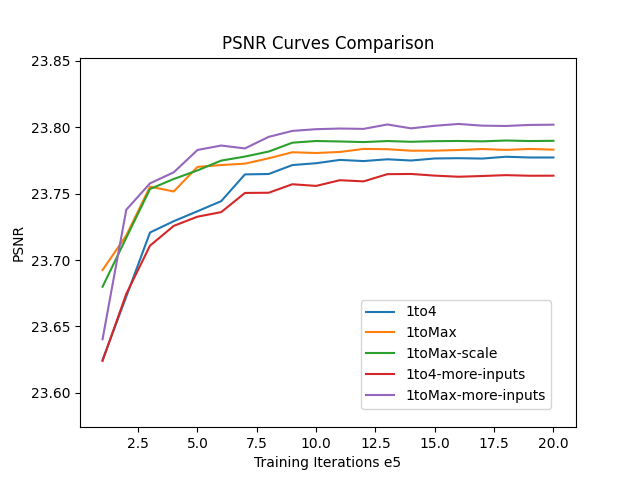 PSNR Curves Comparison
23.85
23.80
23.75
23.70
23.65
23.60
PSNR
1to4
1toMax
1toMax-scale
1to4-more-inputs
1toMax-more-inputs
2.5 5.0 7.5 10.0 12.5 15.0 17.5 20.0
Training Iterations e5